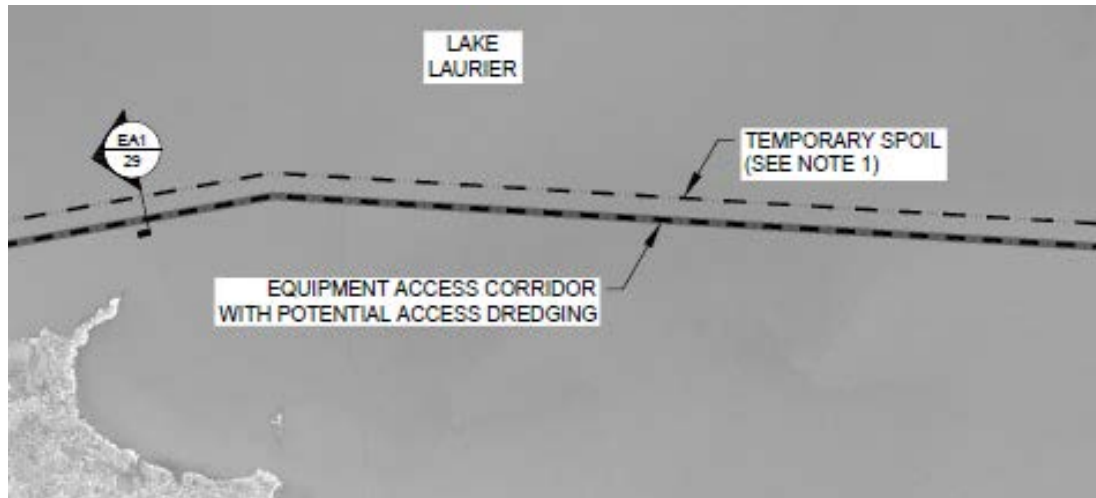 LAKE
LAURIER
EA1
29
TEMPORARY SPOIL
(SEE NOTE 1)
EQUIPMENT ACCESS CORRIDOR
WITH POTENTIAL ACCESS DREDGING